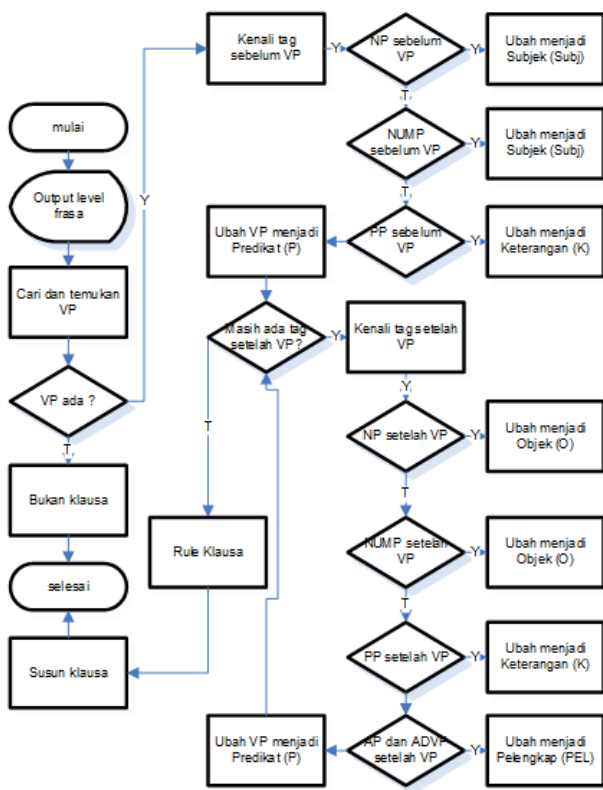 mulai
Output level
frasa
Cari dan temukan
VP
VP ada ?
Y
T
Bukan klausa
selesai
Susun klausa
Kenali tag
sebelum VP
Y
NP sebelum
VP
Y
Ubah menjadi
Subjek (Subj)
T
NUMP
sebelum VP
Y
Ubah menjadi
Subjek (Subj)
T
PP sebelum
VP
Y
Ubah menjadi
Keterangan (K)
Ubah VP menjadi
Predikat (P)
Masih ada tag
setelah VP?
Y
Kenali tag setelah
VP
T
Rule Klausa
Y
NP setelah VP
Y
Ubah menjadi
Objek (O)
T
NUMP setelah
VP
Y
Ubah menjadi
Objek (O)
T
PP setelah VP
Y
Ubah menjadi
Keterangan (K)
AP dan ADVP
setelah VP
Y
Ubah menjadi
Pelengkap (PEL)
Ubah VP menjadi
Predikat (P)